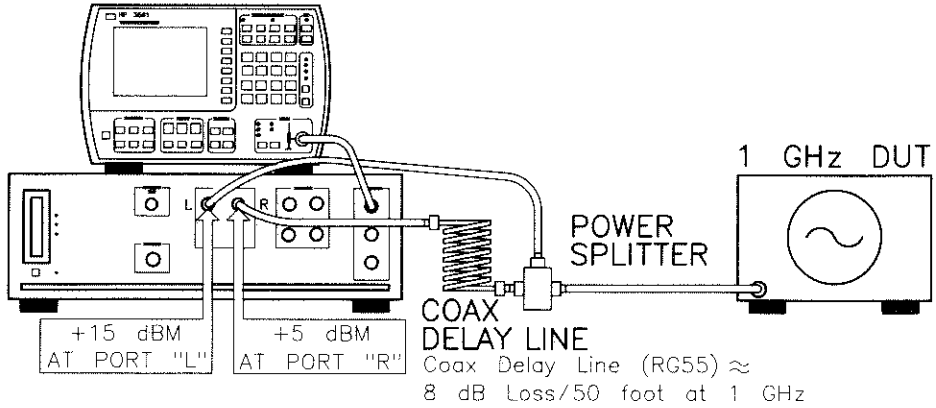 HP 3561
1 GHz DUT
L
R
POWER
SPLITTER
COAX
DELAY LINE
+15 dBM
AT PORT "L"
+5 dBM
AT PORT "R"
Coax Delay Line (RG55) ≈
8 dB Loss/50 foot at 1 GHz